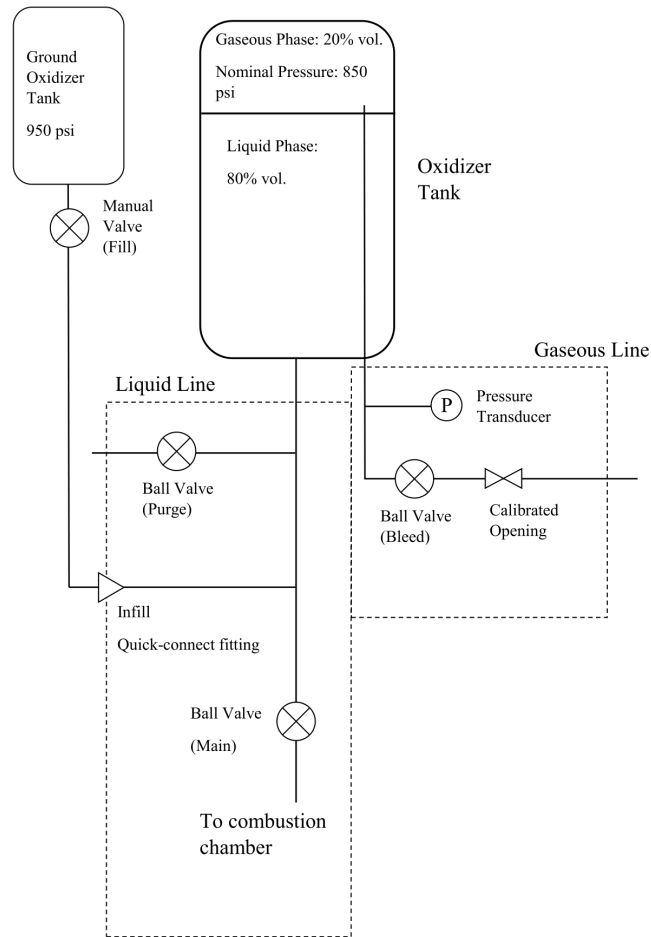 Ground
Oxidizer
Tank
950 psi
Gaseous Phase: 20% vol.
Nominal Pressure: 850
psi
Liquid Phase:
80% vol.
Oxidizer
Tank
Manual
Valve
(Fill)
Gaseous Line
Liquid Line
P
Pressure
Transducer
Ball Valve
(Purge)
Ball Valve
(Bleed)
Calibrated
Opening
Infill
Quick-connect fitting
Ball Valve
(Main)
To combustion
chamber